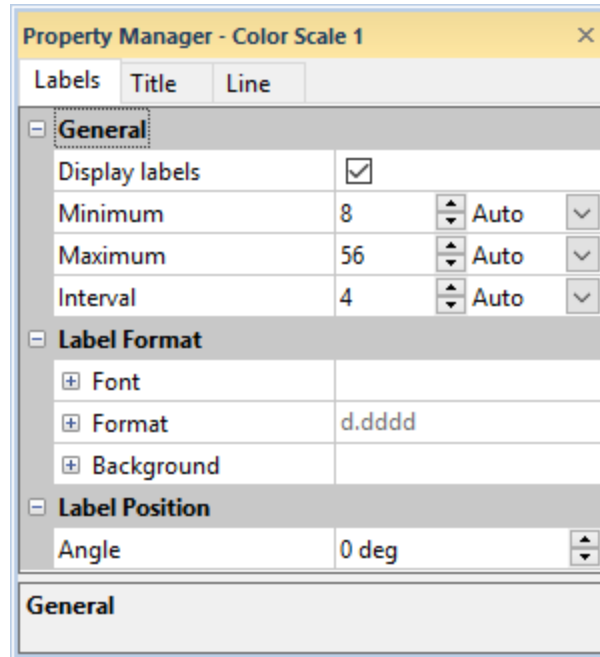 Property Manager - Color Scale 1
Labels Title Line
General
Display labels
Minimum 8 Auto
Maximum 56 Auto
Interval 4 Auto
Label Format
Font
Format d.dddd
Background
Label Position
Angle 0 deg
General